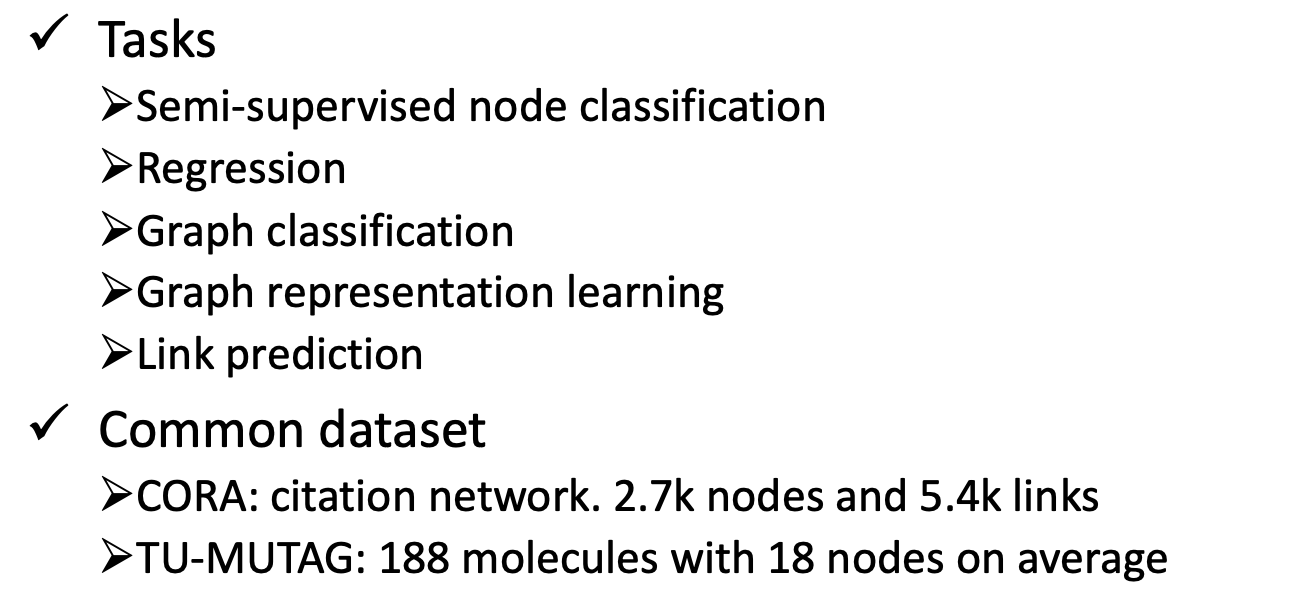 ✓ Tasks
➢Semi-supervised node classification
➢Regression
➢Graph classification
➢Graph representation learning
➢Link prediction
✓ Common dataset
➢CORA: citation network. 2.7k nodes and 5.4k links
➢TU-MUTAG: 188 molecules with 18 nodes on average